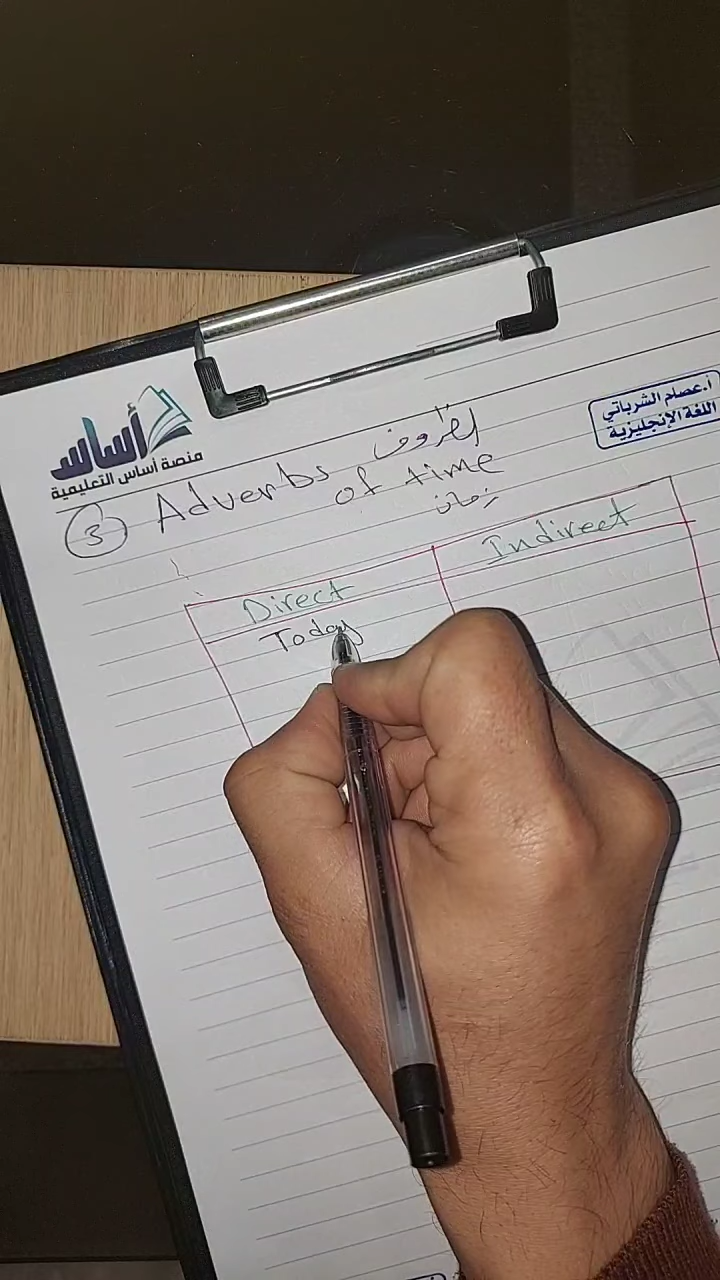 أساس
منصة أساس التعليمية
أ.عصام الشرباتي
اللغة الإنجليزية
3 Adverbs الظروف
of time
زمان
Direct
Indirect
Today